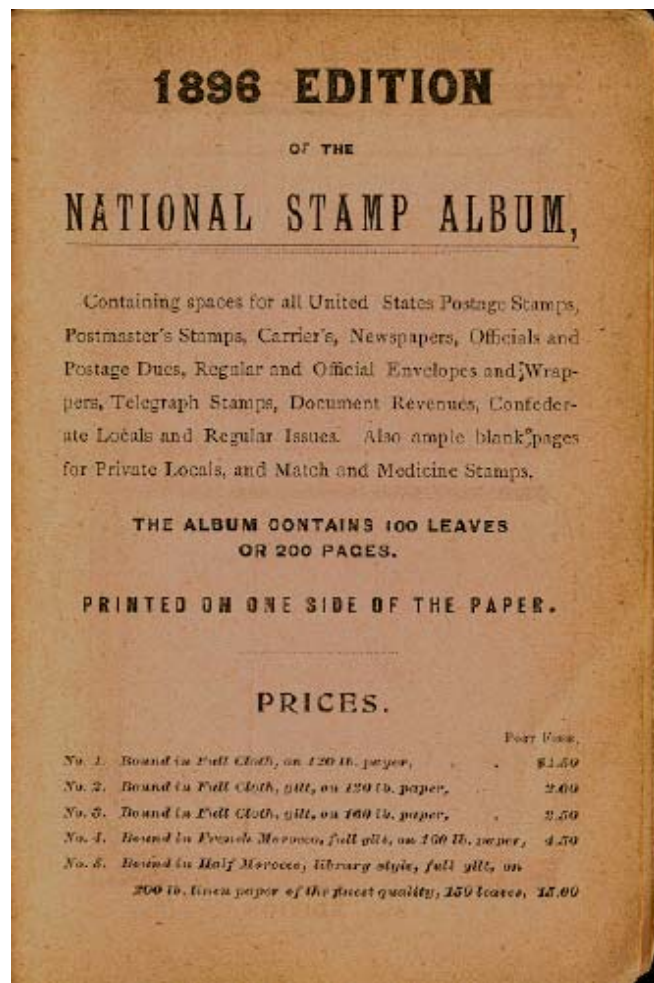 1896 EDITION
OF THE
NATIONAL STAMP ALBUM,
Containing spaces for all United States Postage Stamps,
Postmaster's Stamps, Carrier's, Newspapers, Officials and
Postage Dues, Regular and Official Envelopes and Wrap-
pers, Telegraph Stamps, Document Revenues, Confeder-
ate Locals and Regular Issues. Also ample blank pages
for Private Locals, and Match and Medicine Stamps.
THE ALBUM CONTAINS 100 LEAVES
OR 200 PAGES.
PRINTED ON ONE SIDE OF THE PAPER.
PRICES.
POST FREE.
No. 1. Bound in Full Cloth, on 120 lb. paper, . . $1.50
No. 2. Bound in Full Cloth, gilt, on 120 lb. paper, . 2.00
No. 3. Bound in Full Cloth, gilt, on 160 lb. paper, . 2.50
No. 4. Bound in French Morocco, full gilt, on 160 lb. paper, 4.50
No. 5. Bound in Half Morocco, library style, full gilt, on
200 lb. linen paper of the finest quality, 150 leaves, 15.00